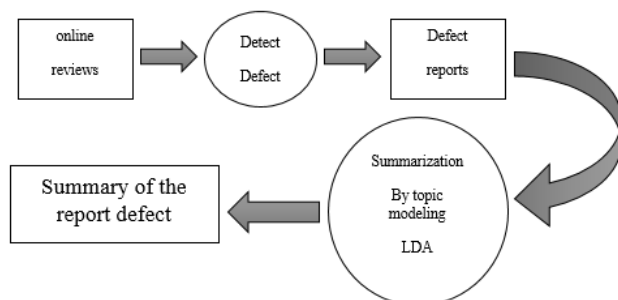 online
reviews
Detect
Defect
Defect
reports
Summarization
By topic
modeling
LDA
Summary of the
report defect